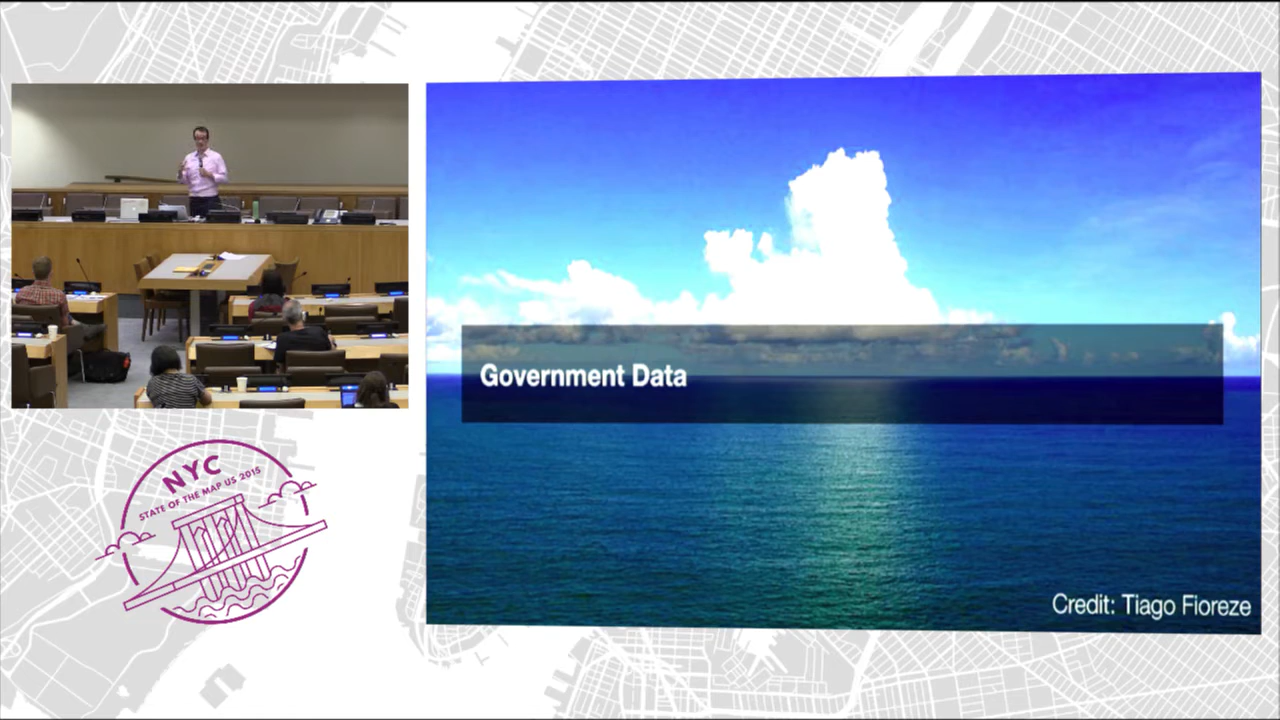 Government Data
Credit: Tiago Fioreze
NYC
STATE OF THE MAP US 2015